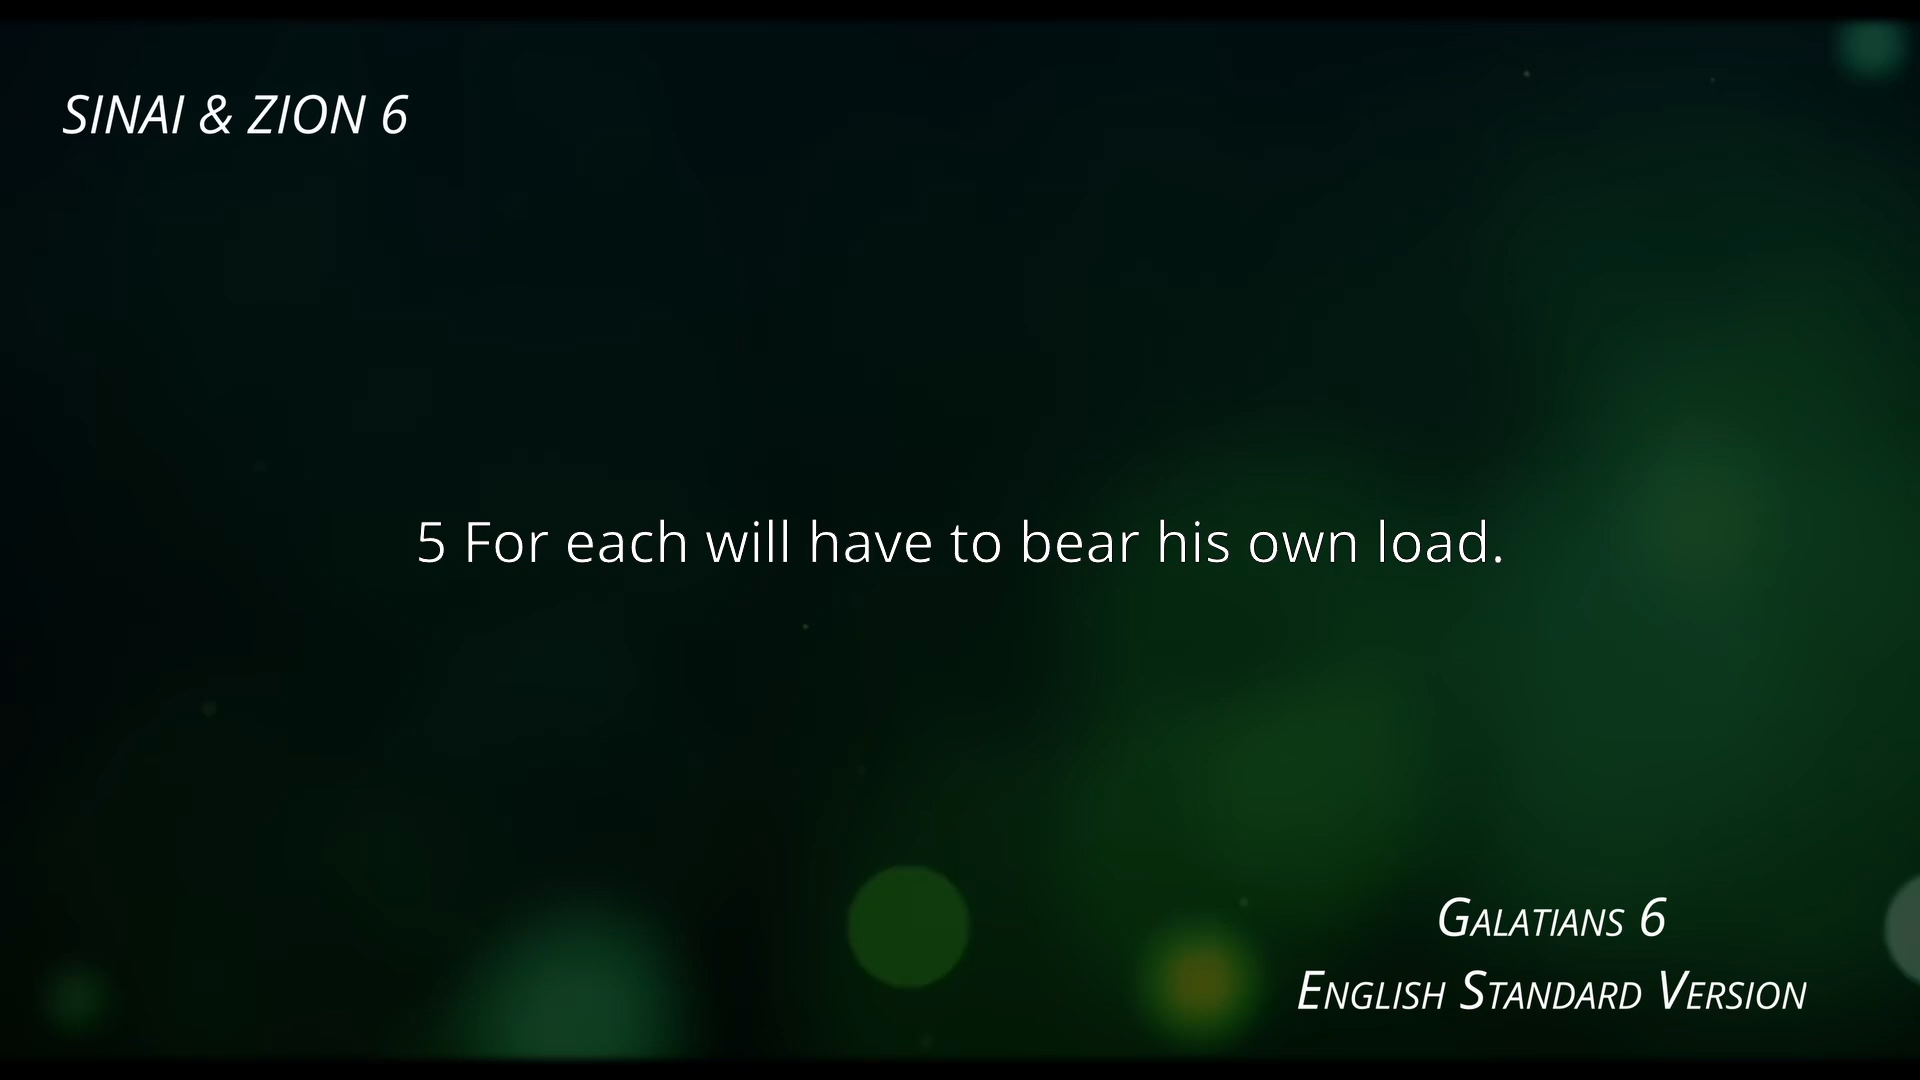 SINAI & ZION 6
5 For each will have to bear his own load.
Galatians 6
English Standard Version